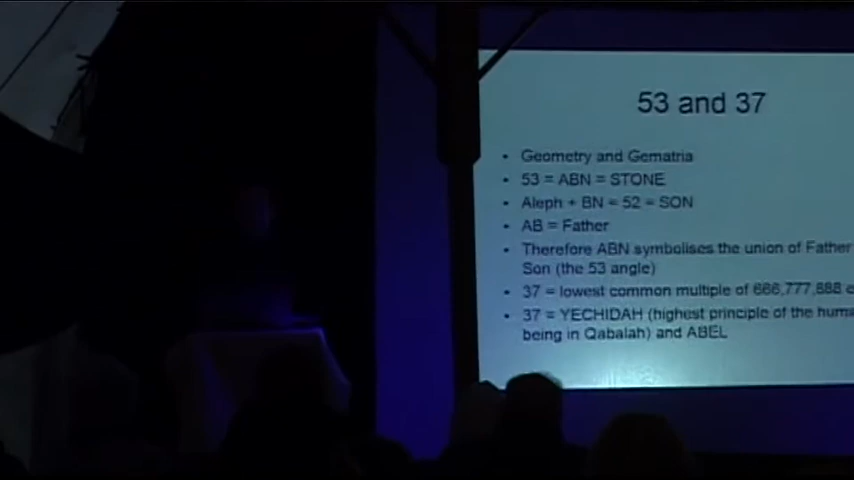 53 and 37
• Geometry and Gematria
• 53 = ABN = STONE
• Aleph + BN = 52 = SON
• AB = Father
• Therefore ABN symbolises the union of Father
Son (the 53 angle)
• 37 = lowest common multiple of 666,777,888 e
• 37 = YECHIDAH (highest principle of the huma
being in Qabalah) and ABEL